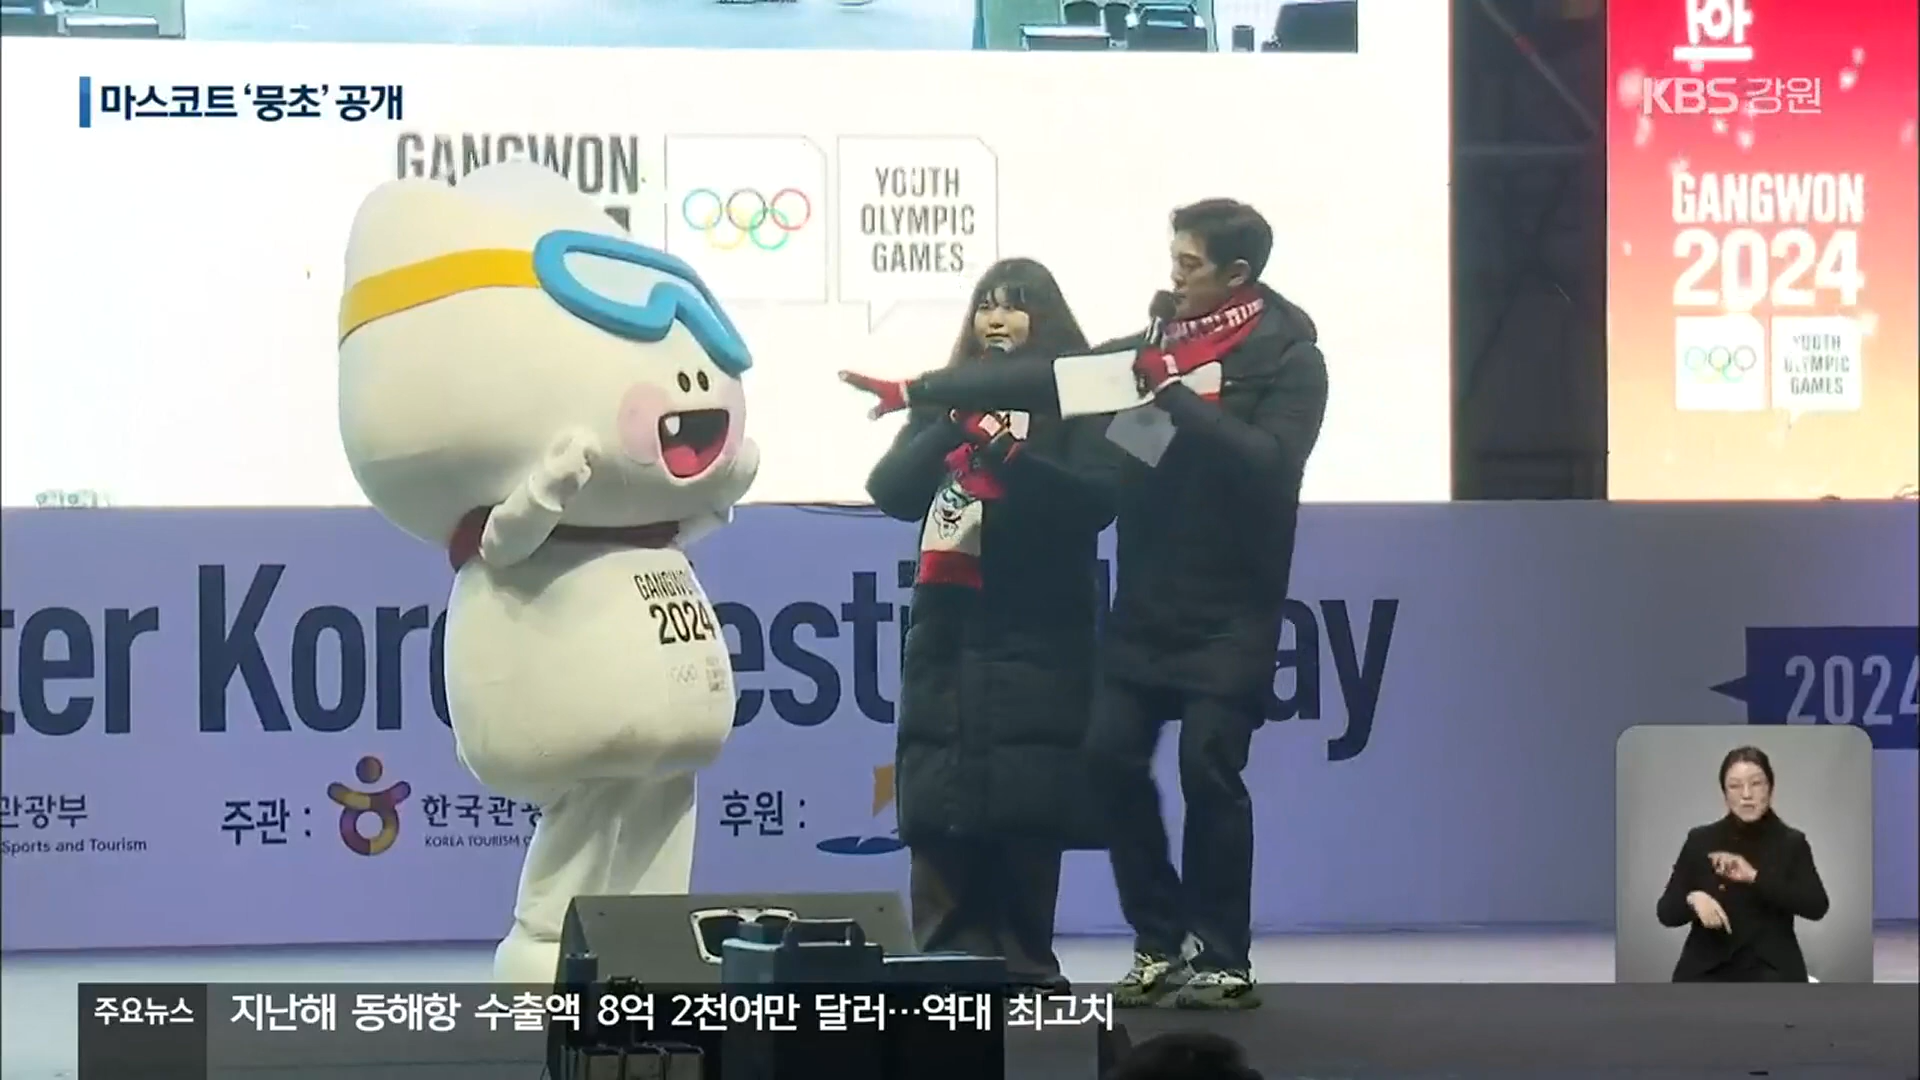 마스코트 ‘뭉초’ 공개
KBS 강원
GANGWON
YOUTH
OLYMPIC
GAMES
GANGWON
2024
YOUTH
OLYMPIC
GAMES
GANGWON
2024
ter Kor
est
ay
2024
관광부
Sports and Tourism
주관 :
한국관광
KOREA TOURISM
후원 :
주요뉴스
지난해 동해항 수출액 8억 2천여만 달러…역대 최고치